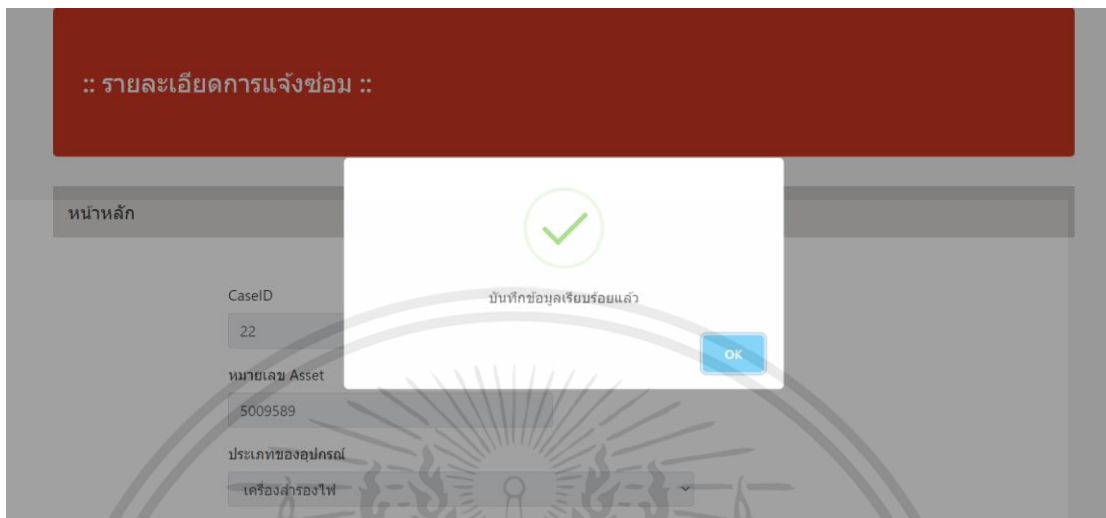 :: รายละเอียดการแจ้งซ่อม ::
หน้าหลัก
CaseID
22
หมายเลข Asset
5009589
ประเภทของอุปกรณ์
เครื่องสำรองไฟ
บันทึกข้อมูลเรียบร้อยแล้ว
OK